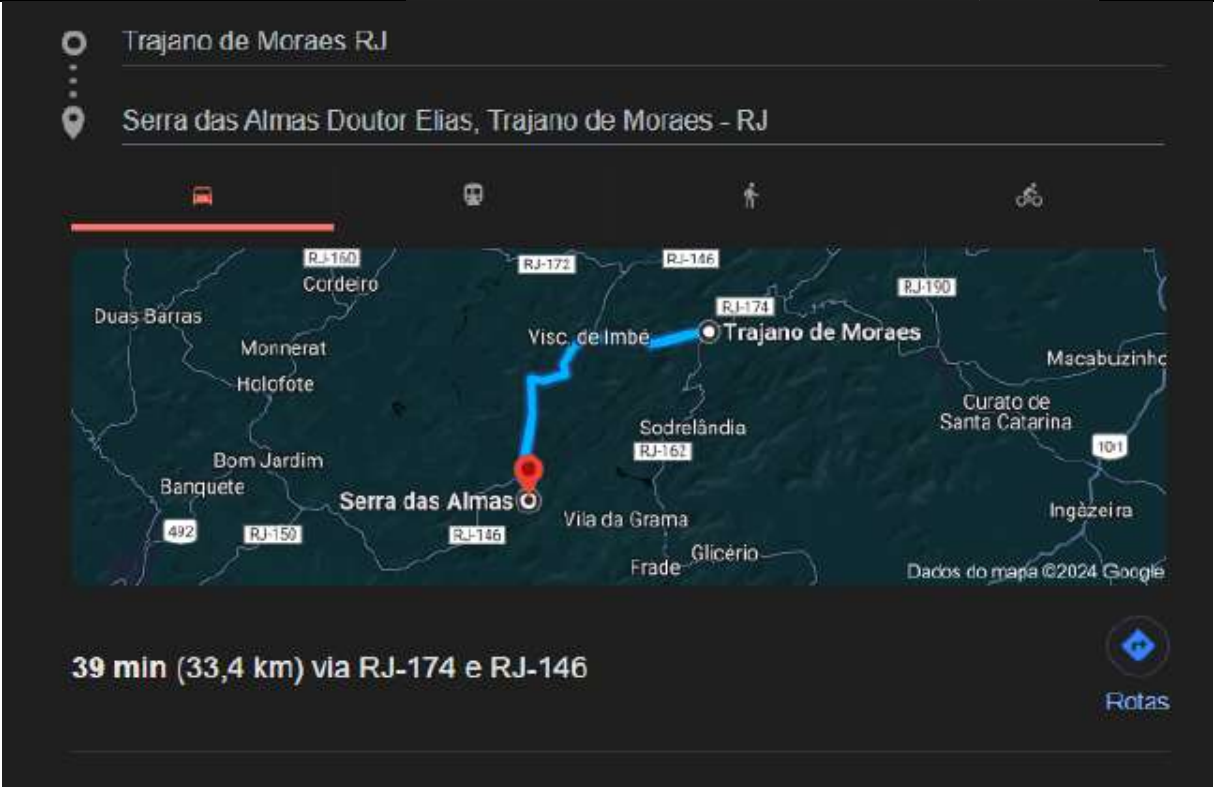 Trajano de Moraes RJ
Serra das Almas Doutor Elias, Trajano de Moraes - RJ
RJ-160
RJ-172
RJ-146
Cordeiro
RJ-190
Duas Barras
RJ-174
Visc. de Imbé
Trajano de Moraes
Monnerat
Macabuzinho
Holofote
Curato de
Santa Catarina
Sodrelândia
101
RJ-162
Bom Jardim
Banquete
Serra das Almas
Vila da Grama
Ingàzeira
492
RJ-150
RJ-146
Glicério
Frade
Dados do mapa ©2024 Google
39 min (33,4 km) via RJ-174 e RJ-146
Rotas